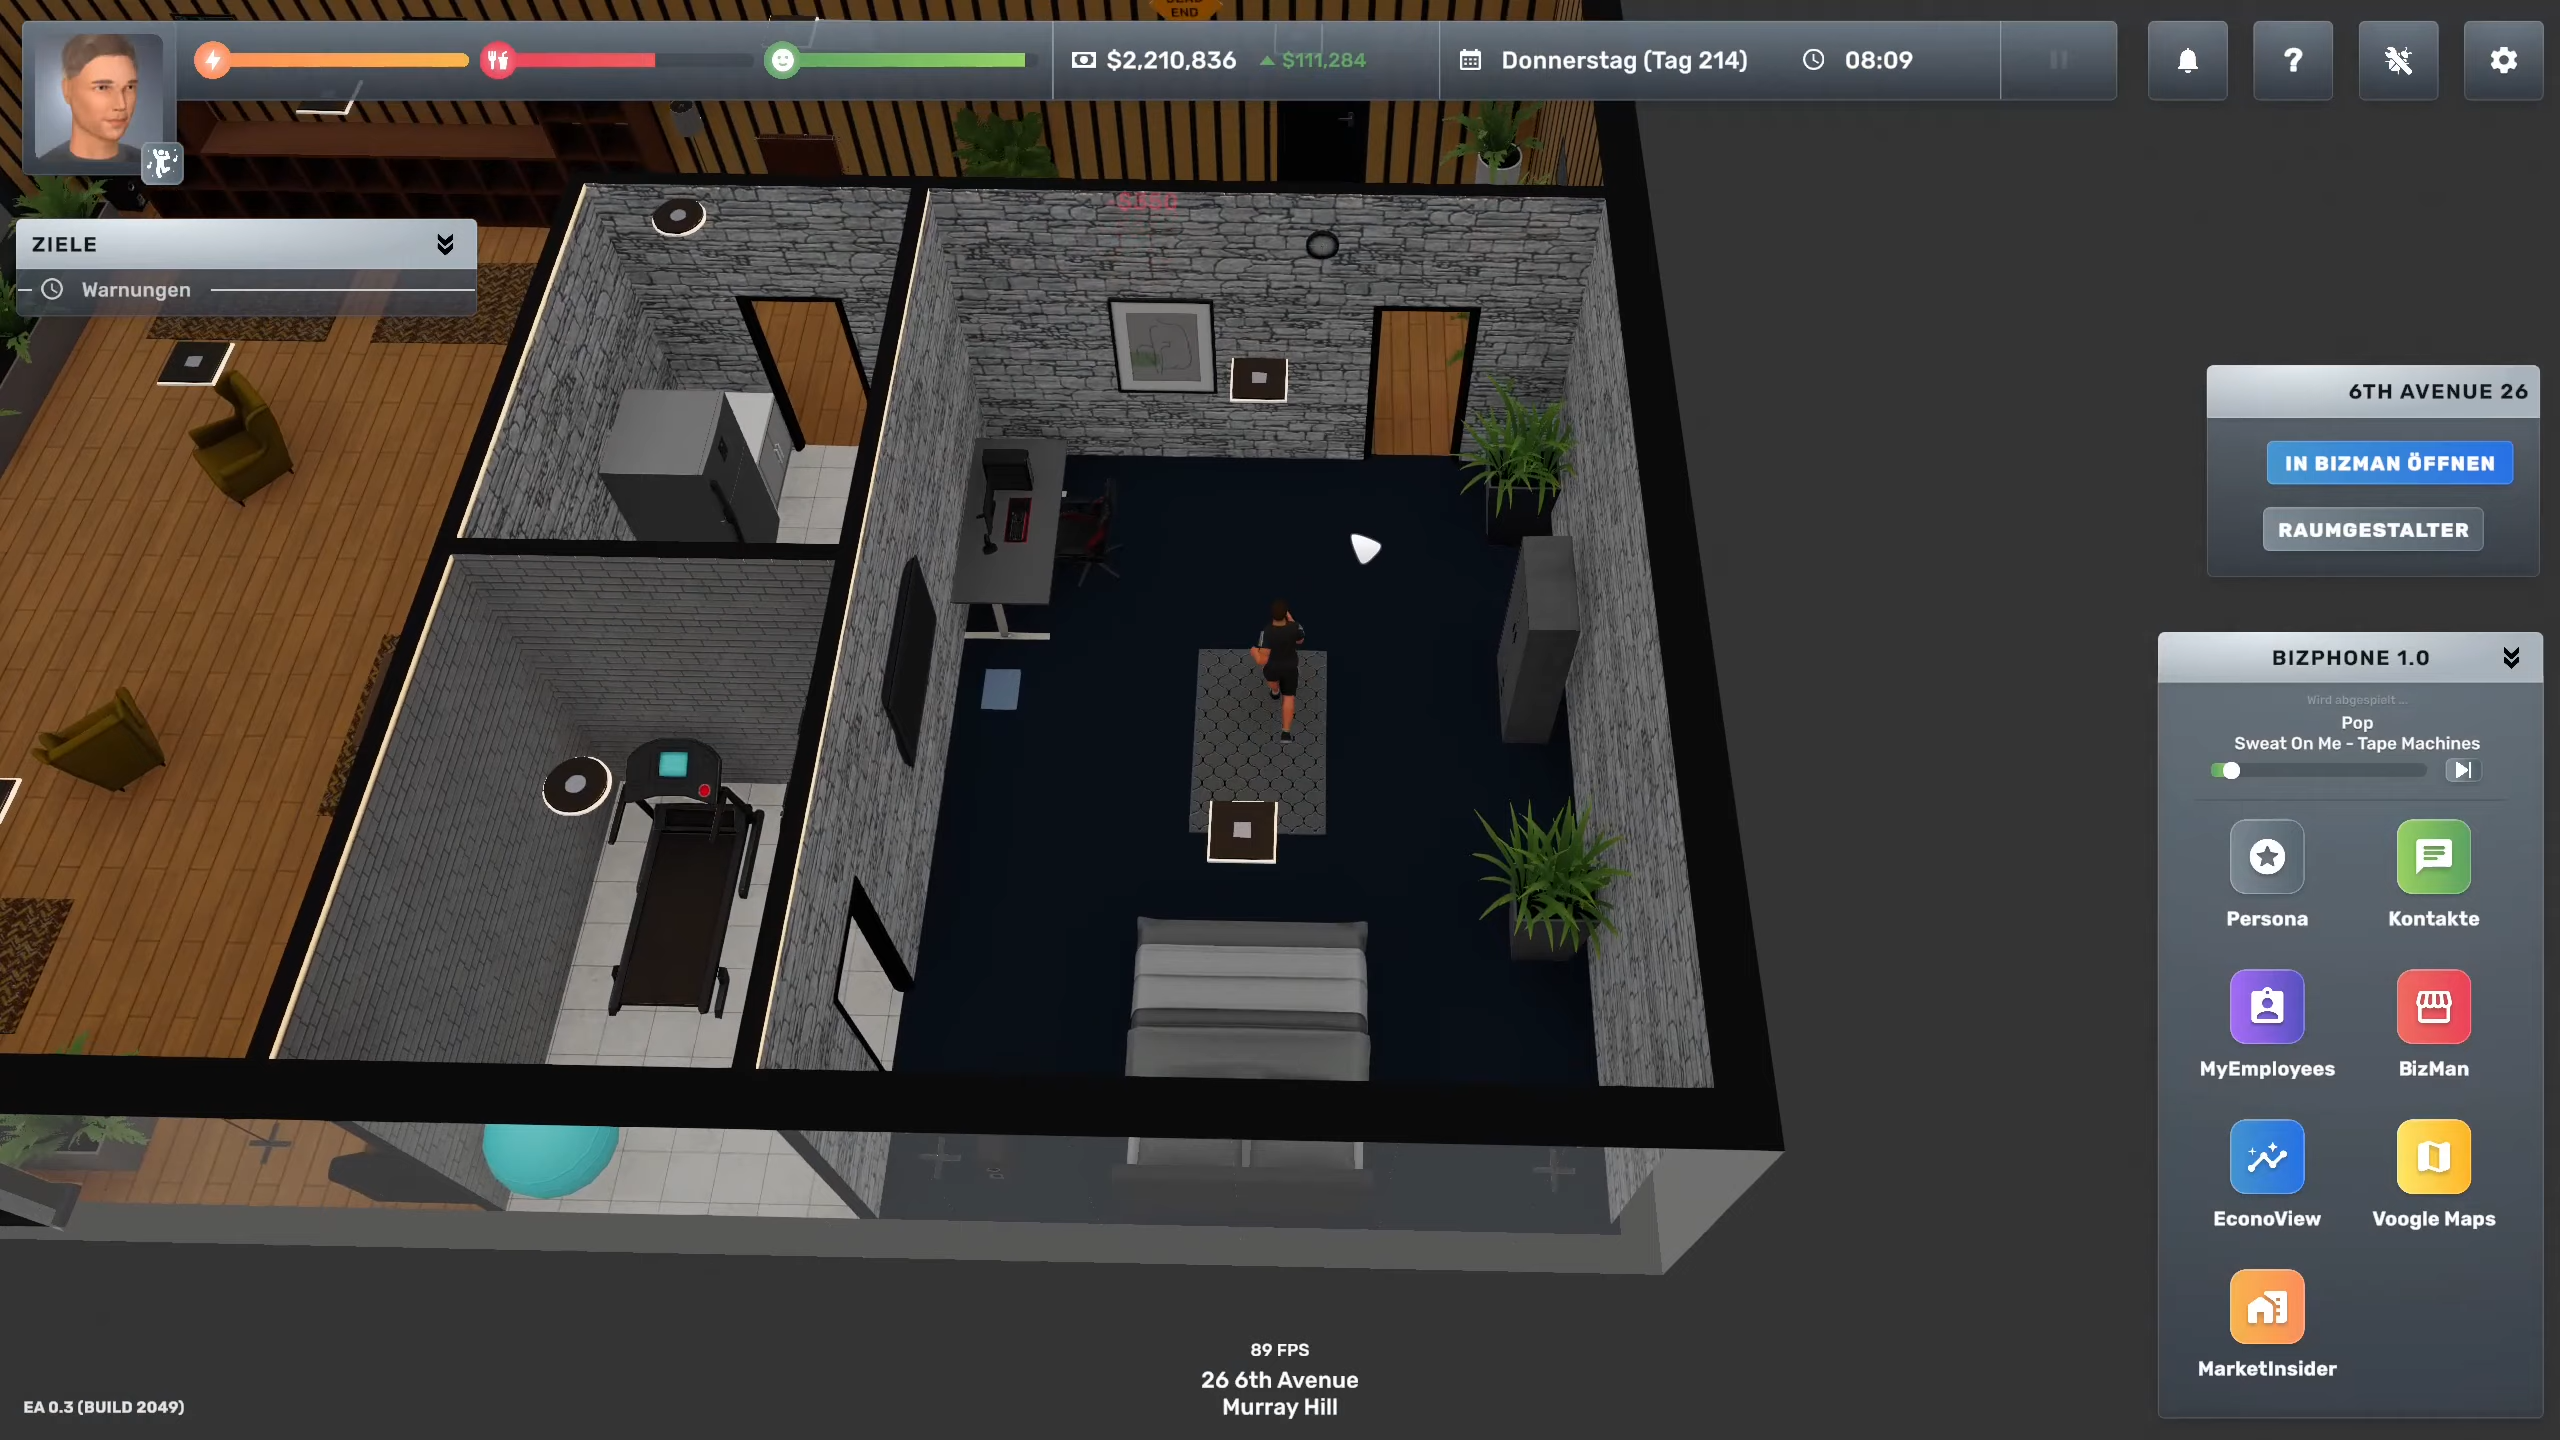 DEAD
END
$2,210,836
$111,284
Donnerstag (Tag 214)
08:09
ZIELE
Warnungen
6TH AVENUE 26
IN BIZMAN ÖFFNEN
RAUMGESTALTER
BIZPHONE 1.0
Wird abgespielt ...
Pop
Sweat On Me - Tape Machines
Persona
Kontakte
MyEmployees
BizMan
EconoView
Voogle Maps
MarketInsider
89 FPS
26 6th Avenue
Murray Hill
EA 0.3 (BUILD 2049)